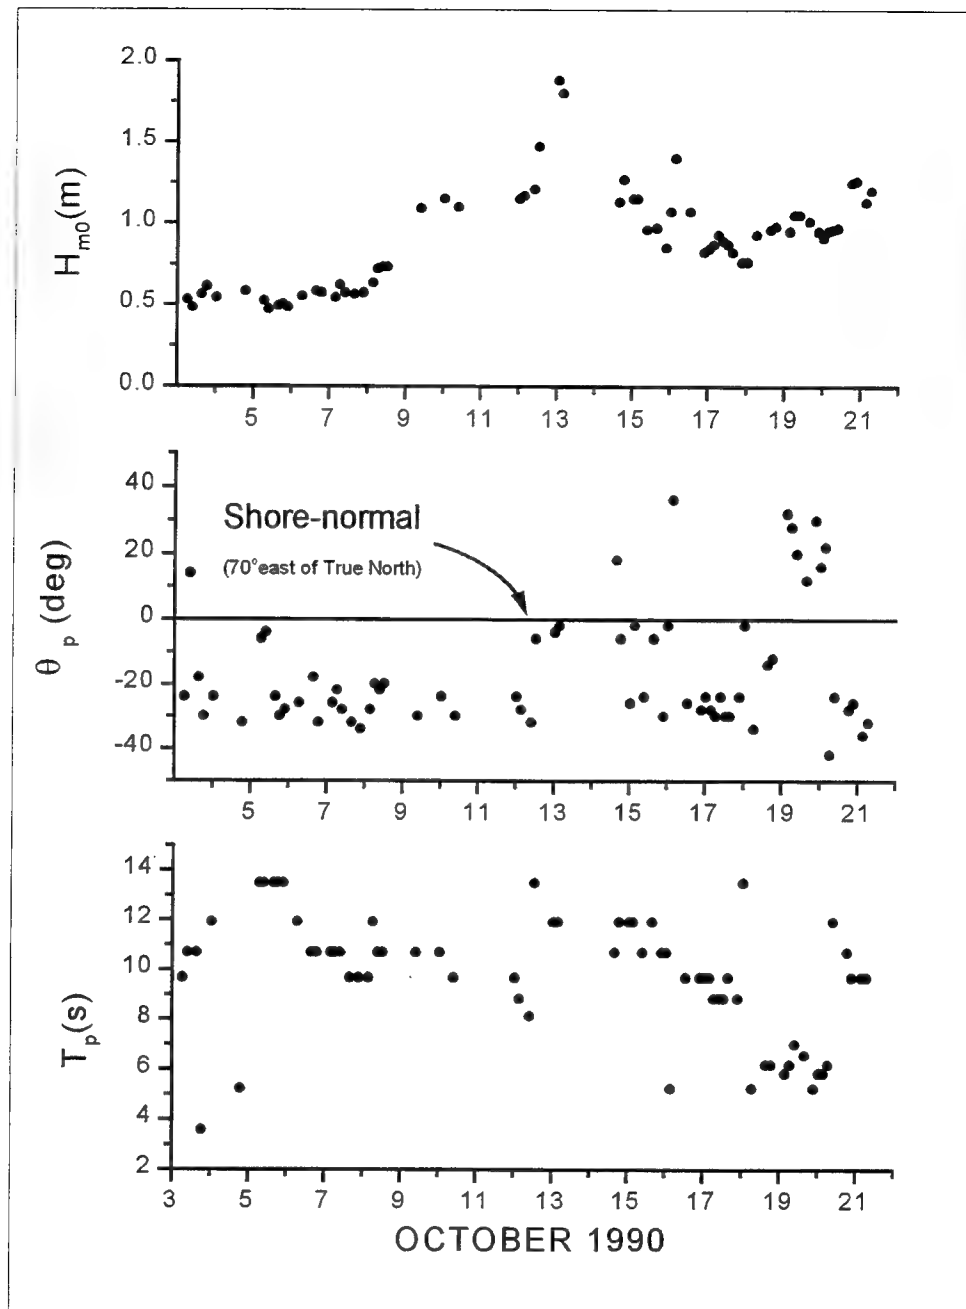 2.0
1.5
1.0
0.5
0.0
H_m0(m)
5 7 9 11 13 15 17 19 21
40
20
0
-20
-40
θ_p (deg)
Shore-normal
(70°east of True North)
5 7 9 11 13 15 17 19 21
14
12
10
8
6
4
2
T_p(s)
3 5 7 9 11 13 15 17 19 21
OCTOBER 1990